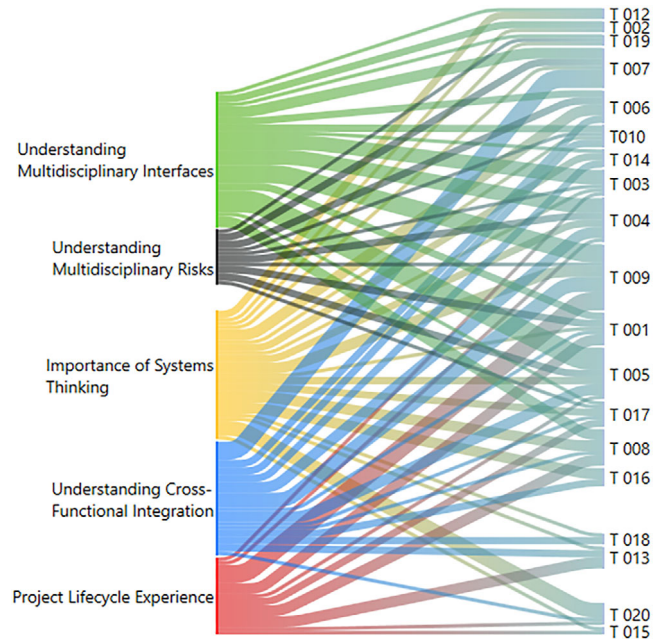 Understanding
Multidisciplinary Interfaces
Understanding
Multidisciplinary Risks
Importance of Systems
Thinking
Understanding Cross-
Functional Integration
Project Lifecycle Experience
T 012
T 002
T 019
T 007
T 006
T010
T 014
T 003
T 004
T 009
T 001
T 005
T 017
T 008
T 016
T 018
T 013
T 020
T 015